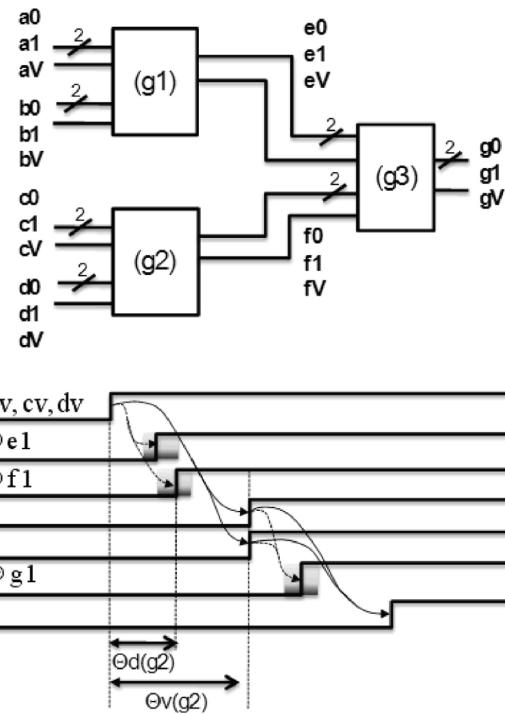 a0
a1
aV
2
b0
b1
bV
2
(g1)
e0
e1
eV
2
c0
c1
cV
2
d0
d1
dV
2
(g2)
f0
f1
fV
2
(g3)
2
g0
g1
gV
v, cv, dv
e1
f1
g1
Θd(g2)
Θv(g2)